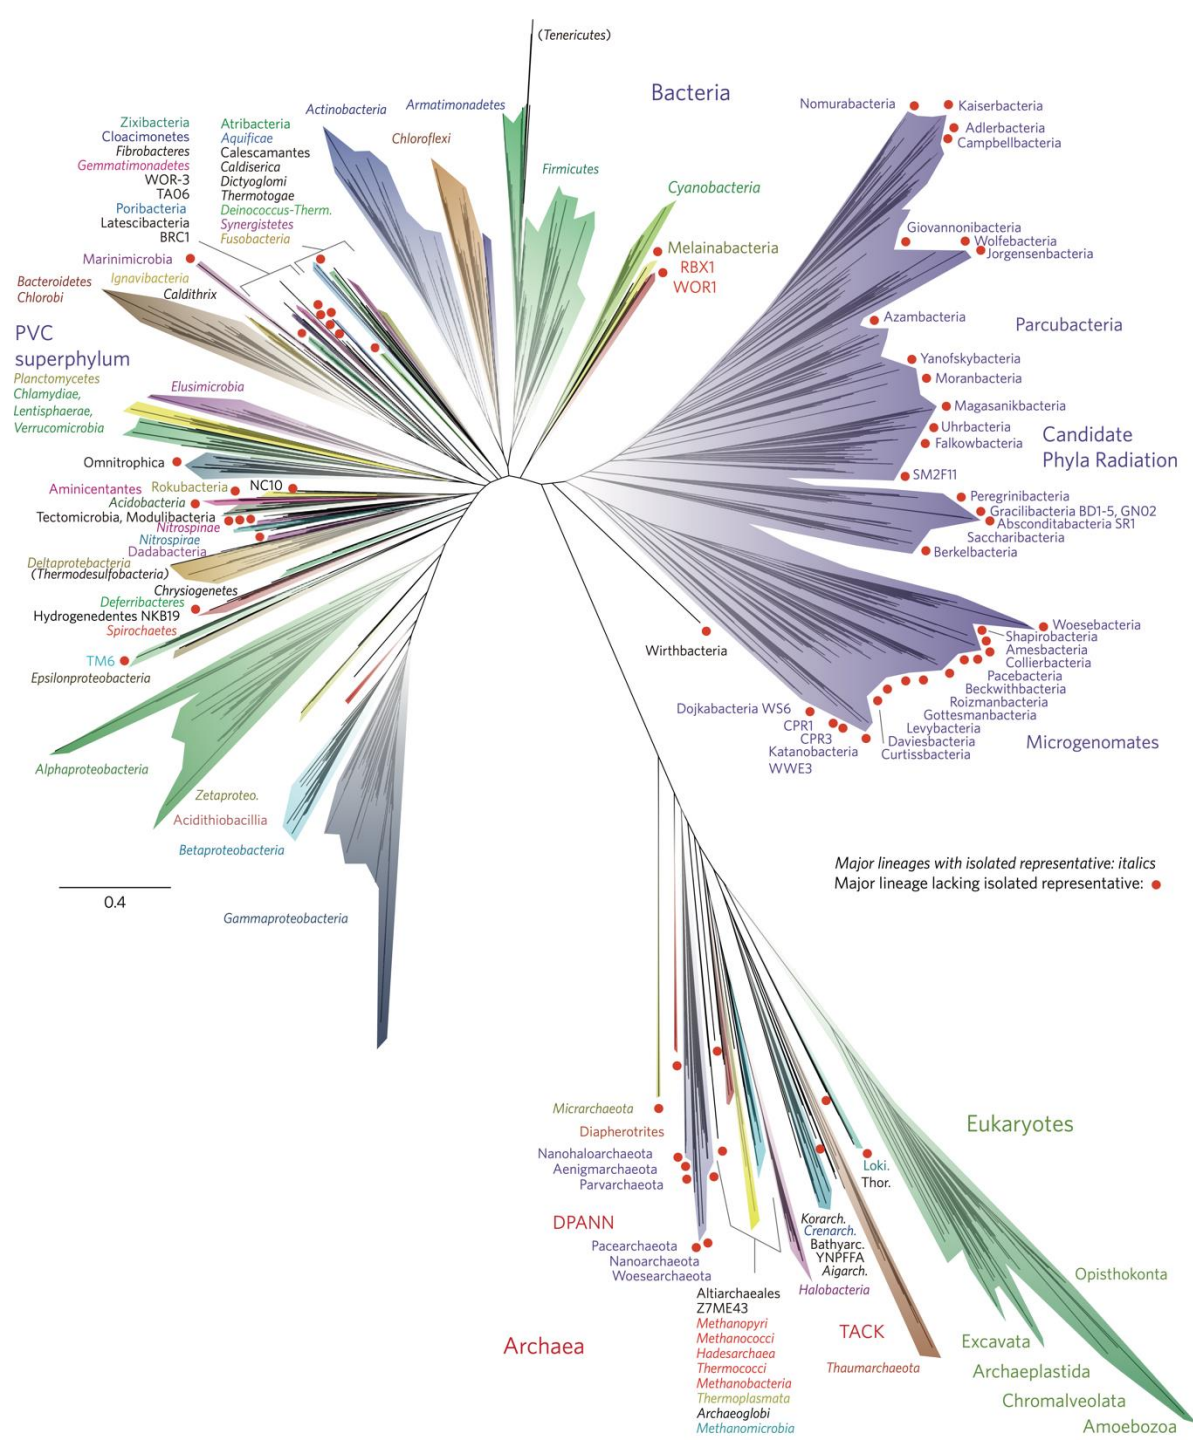 (Tenericutes)
Bacteria
Actinobacteria
Armatimonadetes
Chloroflexi
Firmicutes
Cyanobacteria
Melainabacteria
RBX1
WOR1
Zixibacteria
Cloacimonetes
Fibrobacteres
Gemmatimonadetes
WOR-3
TA06
Poribacteria
Latescibacteria
BRC1
Atribacteria
Aquificae
Calescamantes
Caldiserica
Dictyoglomi
Thermotogae
Deinococcus-Therm.
Synergistetes
Fusobacteria
Marinimicrobia
Bacteroidetes
Chlorobi
Ignavibacteria
Caldithrix
PVC
superphylum
Planctomycetes
Chlamydiae,
Lentisphaerae,
Verrucomicrobia
Elusimicrobia
Omnitrophica
Aminicentantes
Rokubacteria
NC10
Acidobacteria
Tectomicrobia, Modulibacteria
Nitrospinae
Nitrospirae
Dadabacteria
Deltaprotebacteria
(Thermodesulfobacteria)
Chrysiogenetes
Deferribacteres
Hydrogenedentes NKB19
Spirochaetes
TM6
Epsilonproteobacteria
Alphaproteobacteria
Zetaproteo.
Acidithiobacillia
Betaproteobacteria
Gammaproteobacteria
0.4
Nomurabacteria
Kaiserbacteria
Adlerbacteria
Campbellbacteria
Giovannonibacteria
Wolfebacteria
Jorgensenbacteria
Azambacteria
Parcubacteria
Yanofskybacteria
Moranbacteria
Magasanikbacteria
Uhrbacteria
Falkowbacteria
Candidate
Phyla Radiation
SM2F11
Peregrinibacteria
Gracilibacteria BD1-5, GN02
Absconditabacteria SR1
Saccharibacteria
Berkelbacteria
Wirthbacteria
Woesebacteria
Shapirobacteria
Amesbacteria
Collierbacteria
Pacebacteria
Beckwithbacteria
Roizmanbacteria
Gottesmanbacteria
Levybacteria
Daviesbacteria
Curtissbacteria
Microgenomates
Dojkabacteria WS6
CPR1
CPR3
Katanobacteria
WWE3
Major lineages with isolated representative: italics
Major lineage lacking isolated representative:
Micrarchaeota
Diapherotrites
Nanohaloarchaeota
Aenigmarchaeota
Parvarchaeota
DPANN
Pacearchaeota
Nanoarchaeota
Woesearchaeota
Archaea
Altiarchaeales
Z7ME43
Methanopyri
Methanococci
Hadesarchaea
Thermococci
Methanobacteria
Thermoplasmata
Archaeoglobi
Methanomicrobia
Halobacteria
Korarch.
Crenarch.
Bathyarc.
YNPFFA
Aigarch.
TACK
Thaumarchaeota
Loki.
Thor.
Eukaryotes
Opisthokonta
Excavata
Archaeplastida
Chromalveolata
Amoebozoa